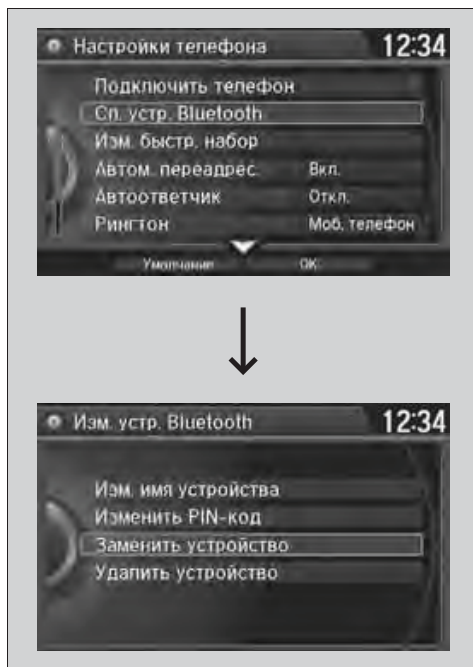 Настройки телефона 12:34
Подключить телефон
Сп. устр. Bluetooth
Изм. быстр. набор
Автом. переадрес. Вкл.
Автоответчик Откл.
Рингтон Моб. телефон
Умолчание OK
Изм. устр. Bluetooth 12:34
Изм. имя устройства
Изменить PIN-код
Заменить устройство
Удалить устройство